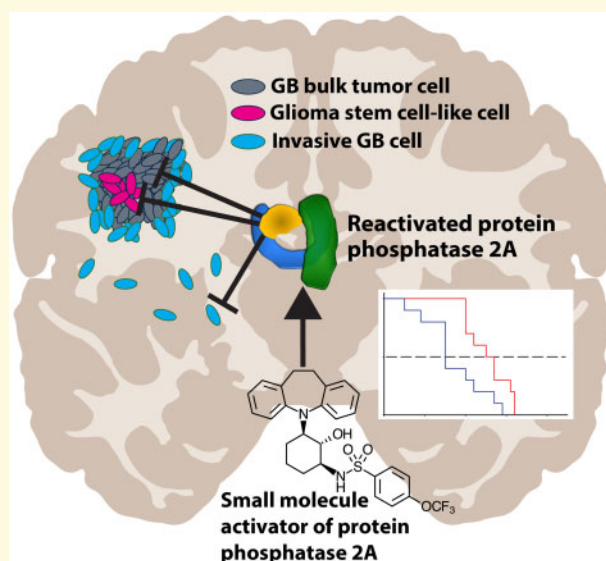 GB bulk tumor cell
Glioma stem cell-like cell
Invasive GB cell
Reactivated protein
phosphatase 2A
N
OH
O O
S
NH
OCF3
Small molecule
activator of protein
phosphatase 2A